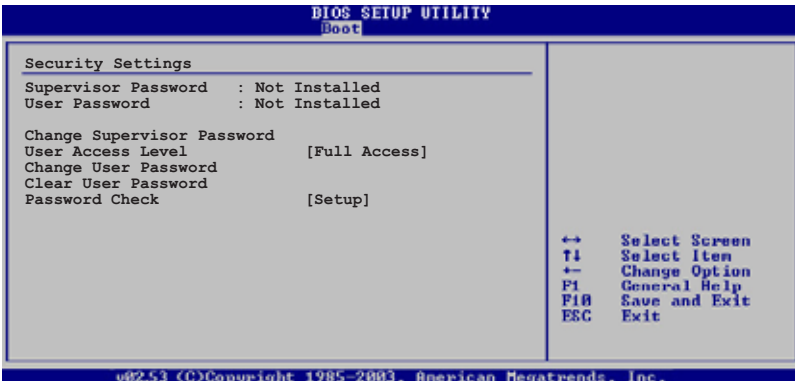 BIOS SETUP UTILITY
Boot
Security Settings
Supervisor Password : Not Installed
User Password : Not Installed
Change Supervisor Password
User Access Level [Full Access]
Change User Password
Clear User Password
Password Check [Setup]
↔ Select Screen
↑↓ Select Item
+- Change Option
F1 General Help
F10 Save and Exit
ESC Exit
v02.53 (C)Copyright 1985-2003, American Megatrends, Inc.